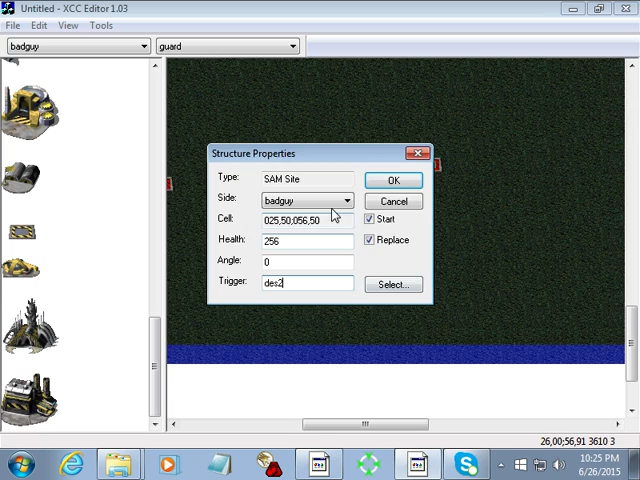 Untitled - XCC Editor 1.03
File Edit View Tools
badguy guard
Structure Properties
Type: SAM Site OK
Side: badguy Cancel
Cell: 025,50;056,50 Start
Health: 256 Replace
Angle: 0
Trigger: des2 Select...
26,00;56,91 3610 3
10:25 PM
6/26/2015